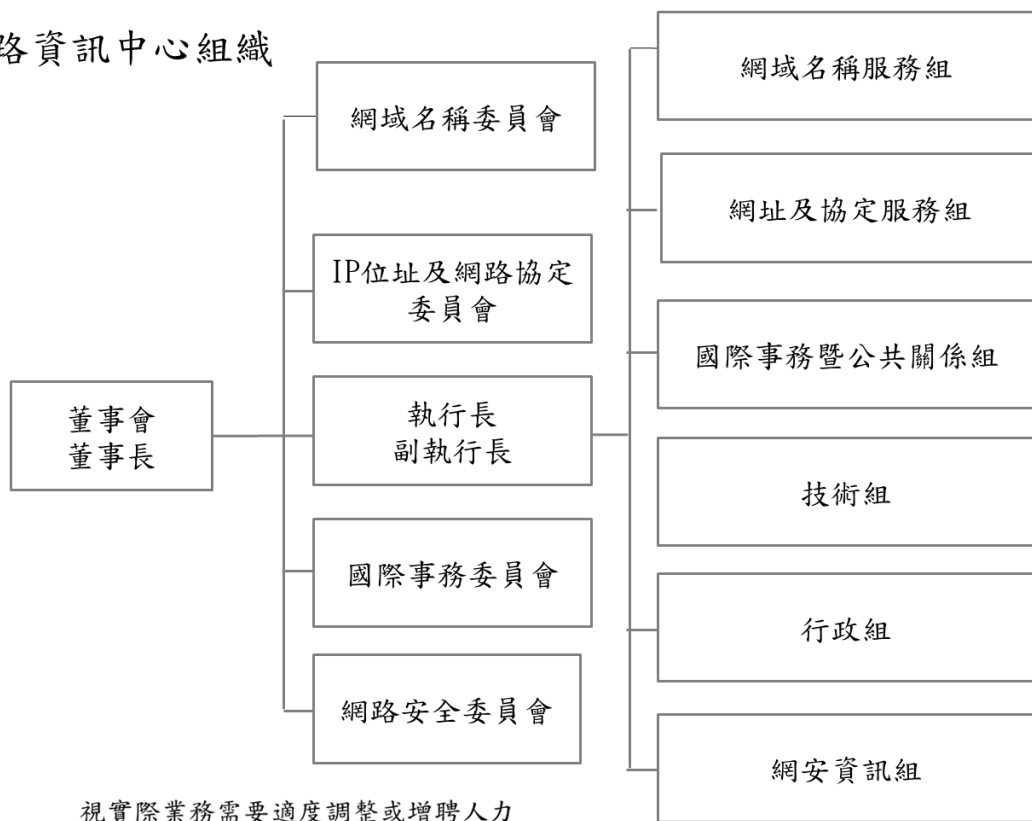 路資訊中心組織
網域名稱委員會
IP位址及網路協定
委員會
董事會
董事長
執行長
副執行長
國際事務委員會
網路安全委員會
網域名稱服務組
網址及協定服務組
國際事務暨公共關係組
技術組
行政組
網安資訊組
視實際業務需要適度調整或增聘人力